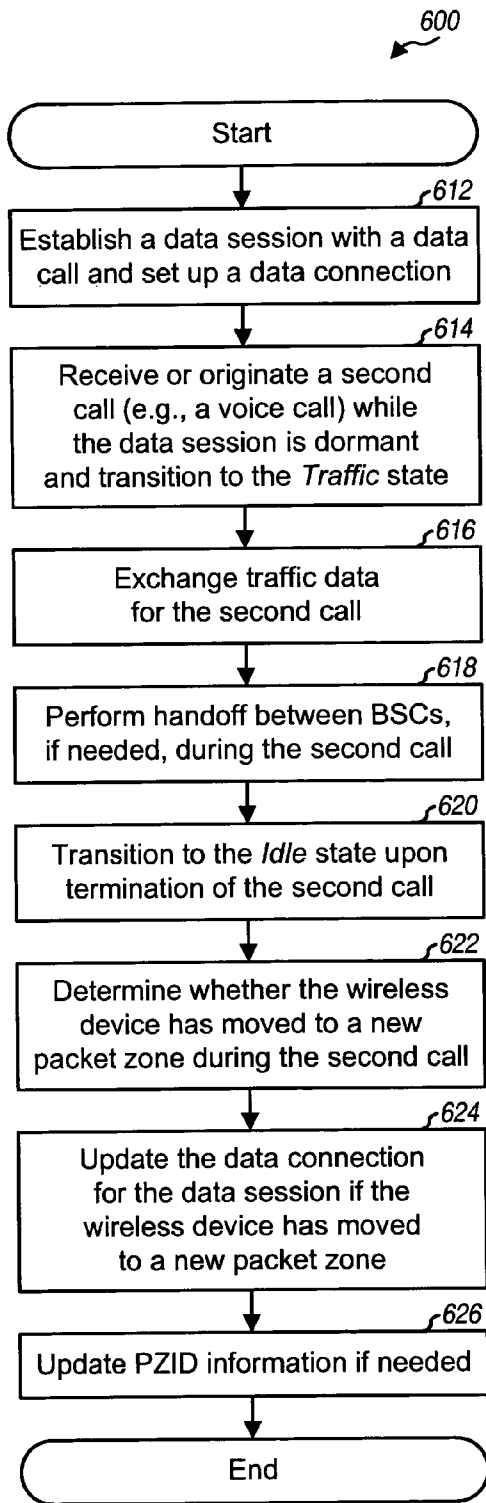 600
Start
612
Establish a data session with a data
call and set up a data connection
614
Receive or originate a second
call (e.g., a voice call) while
the data session is dormant
and transition to the Traffic state
616
Exchange traffic data
for the second call
618
Perform handoff between BSCs,
if needed, during the second call
620
Transition to the Idle state upon
termination of the second call
622
Determine whether the wireless
device has moved to a new
packet zone during the second call
624
Update the data connection
for the data session if the
wireless device has moved
to a new packet zone
626
Update PZID information if needed
End